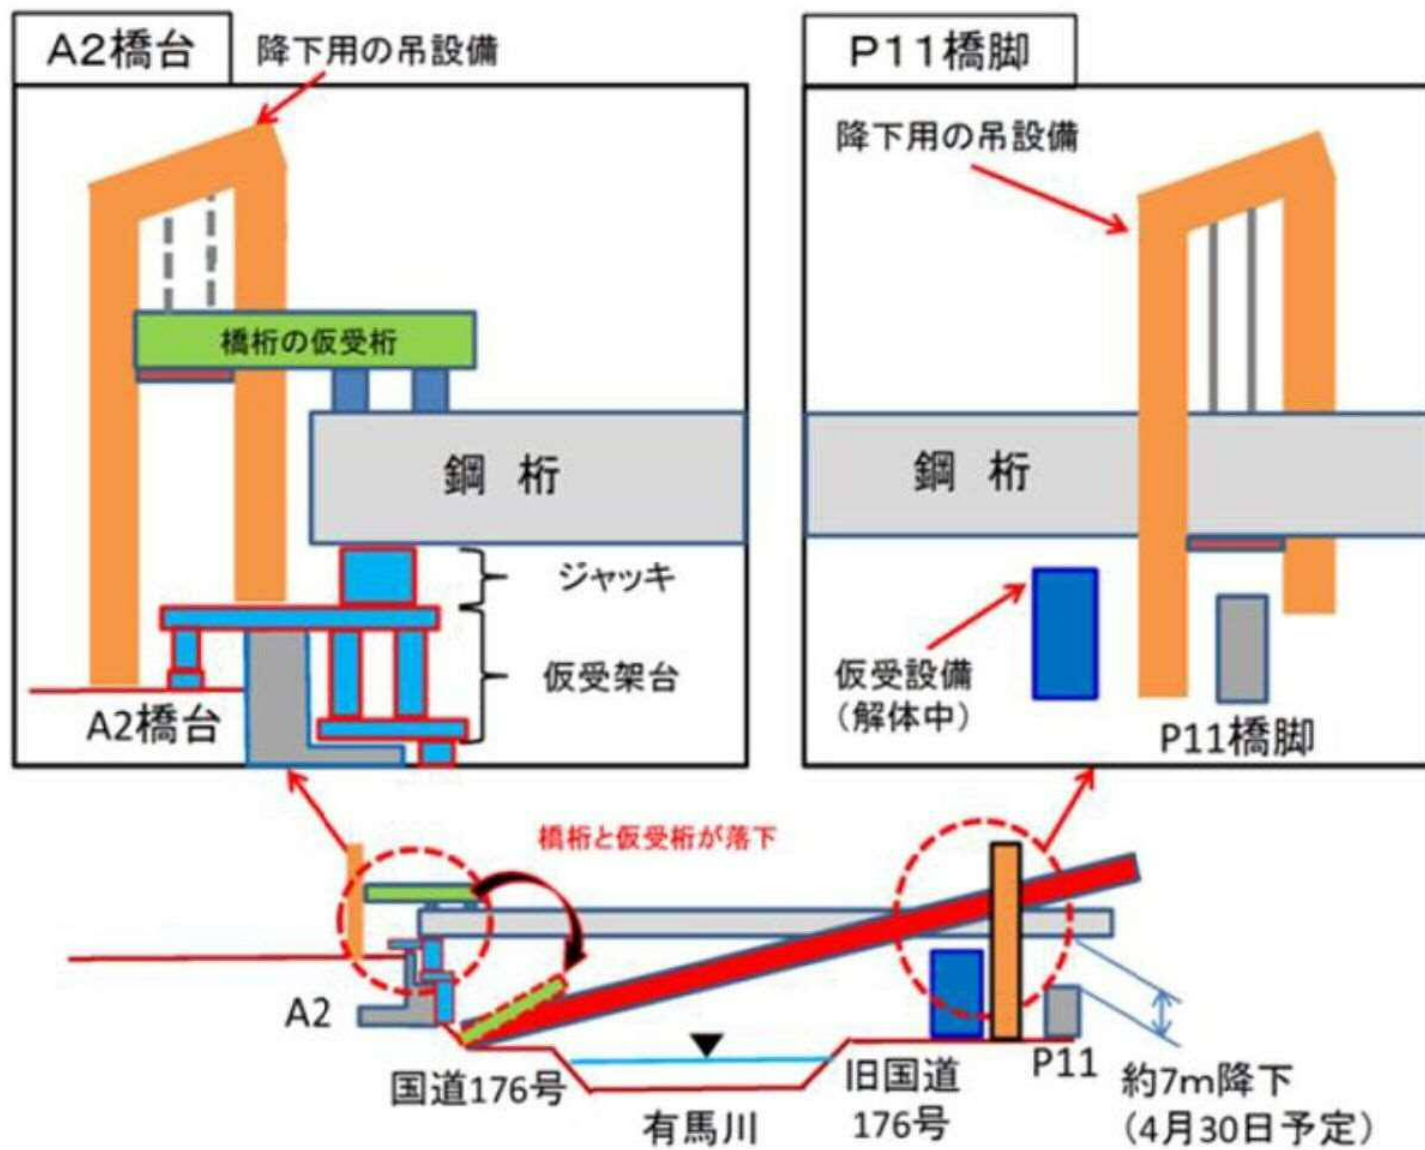 A2橋台
降下用の吊設備
橋桁の仮受桁
鋼 桁
ジャッキ
仮受架台
A2橋台
P11橋脚
降下用の吊設備
鋼 桁
仮受設備
(解体中)
P11橋脚
橋桁と仮受桁が落下
A2
国道176号
有馬川
旧国道
176号
P11
約7m降下
(4月30日予定)